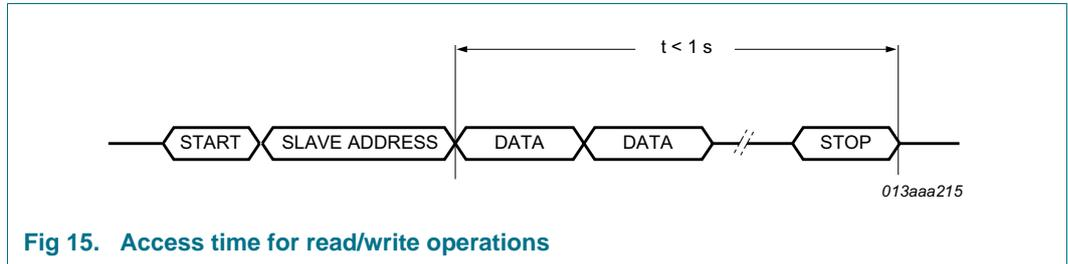 t < 1 s
START SLAVE ADDRESS DATA DATA STOP
013aaa215
Fig 15. Access time for read/write operations